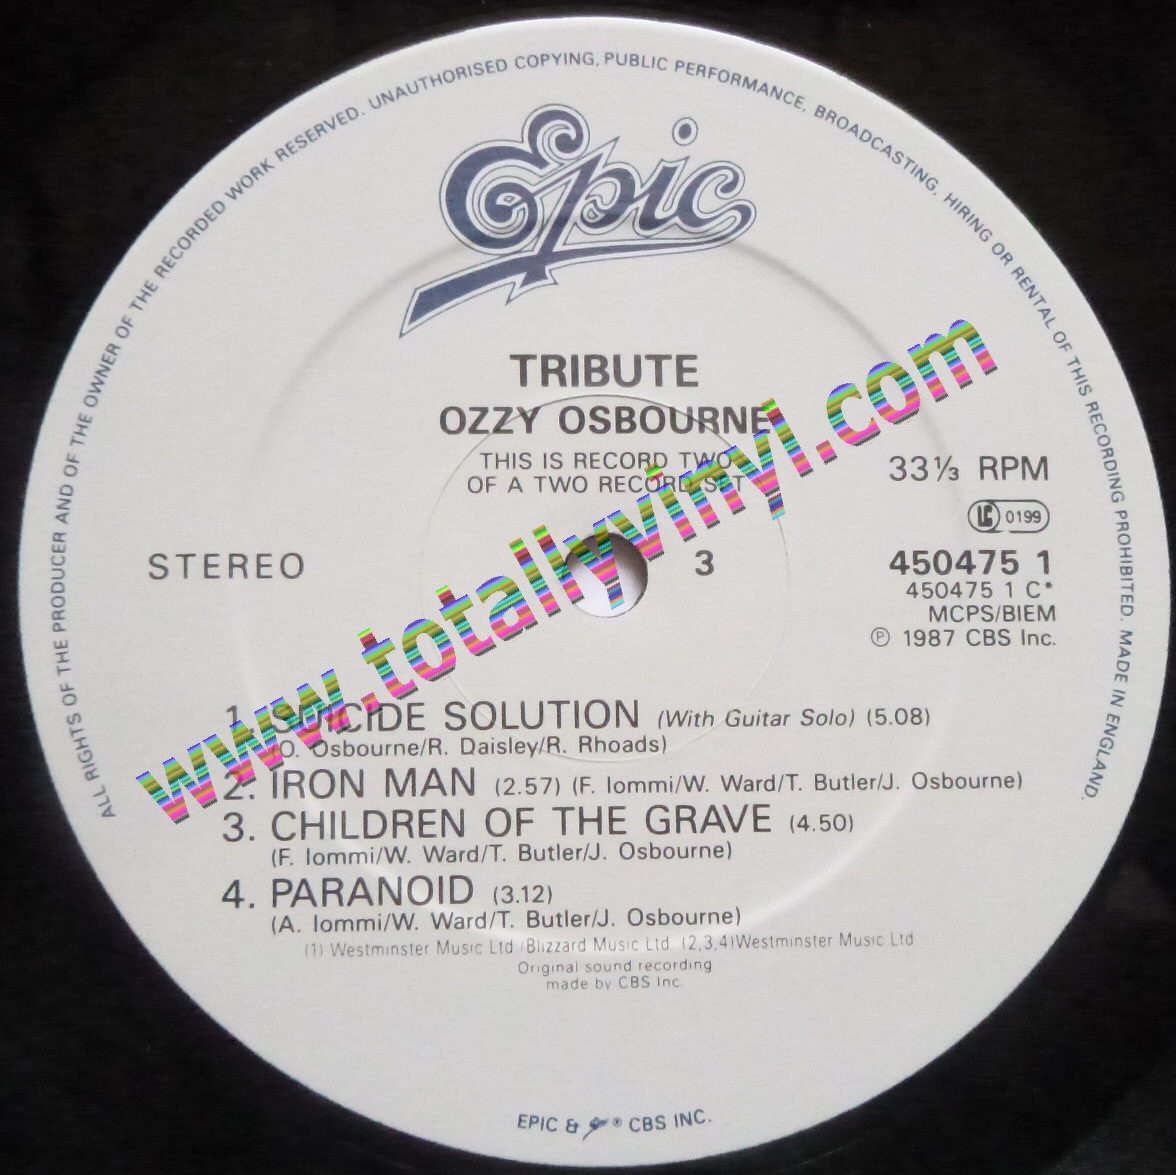 ALL RIGHTS OF THE PRODUCER AND OF THE OWNER OF THE RECORDED WORK RESERVED. UNAUTHORISED COPYING, PUBLIC PERFORMANCE, BROADCASTING, HIRING OR RENTAL OF THIS RECORDING PROHIBITED. MADE IN ENGLAND.
Epic
TRIBUTE
OZZY OSBOURNE
THIS IS RECORD TWO
OF A TWO RECORD SET
33⅓ RPM
LC 0199
STEREO
3
450475 1
450475 1 C*
MCPS/BIEM
℗ 1987 CBS Inc.
www.totallyvinyl.com
1. SUICIDE SOLUTION (With Guitar Solo) (5.08)
(O. Osbourne/R. Daisley/R. Rhoads)
2. IRON MAN (2.57) (F. Iommi/W. Ward/T. Butler/J. Osbourne)
3. CHILDREN OF THE GRAVE (4.50)
(F. Iommi/W. Ward/T. Butler/J. Osbourne)
4. PARANOID (3.12)
(A. Iommi/W. Ward/T. Butler/J. Osbourne)
(1) Westminster Music Ltd./Blizzard Music Ltd. (2,3,4)Westminster Music Ltd
Original sound recording
made by CBS Inc.
EPIC & ® CBS INC.